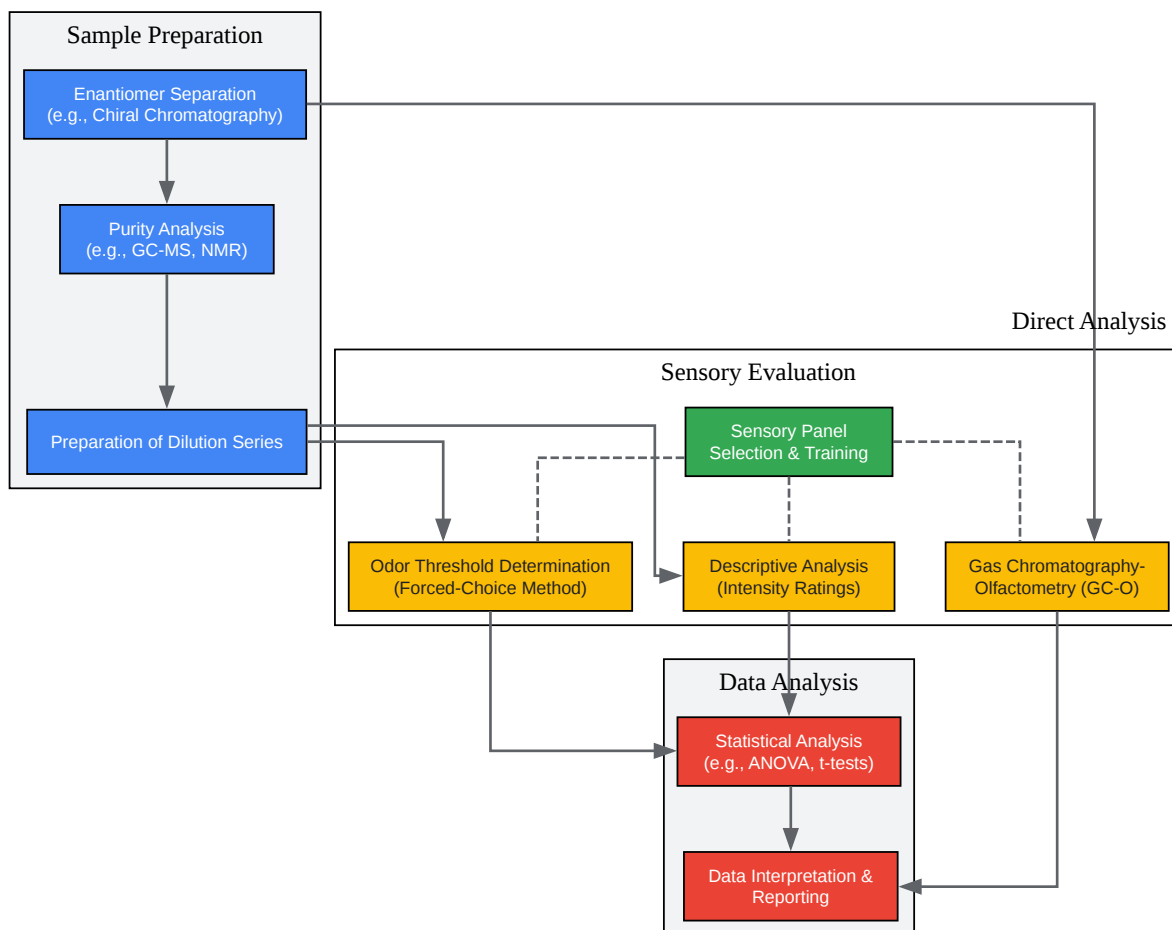 Sample Preparation
Enantiomer Separation
(e.g., Chiral Chromatography)
Purity Analysis
(e.g., GC-MS, NMR)
Preparation of Dilution Series
Direct Analysis
Sensory Evaluation
Sensory Panel
Selection & Training
Odor Threshold Determination
(Forced-Choice Method)
Descriptive Analysis
(Intensity Ratings)
Gas Chromatography-
Olfactometry (GC-O)
Data Analysis
Statistical Analysis
(e.g., ANOVA, t-tests)
Data Interpretation &
Reporting